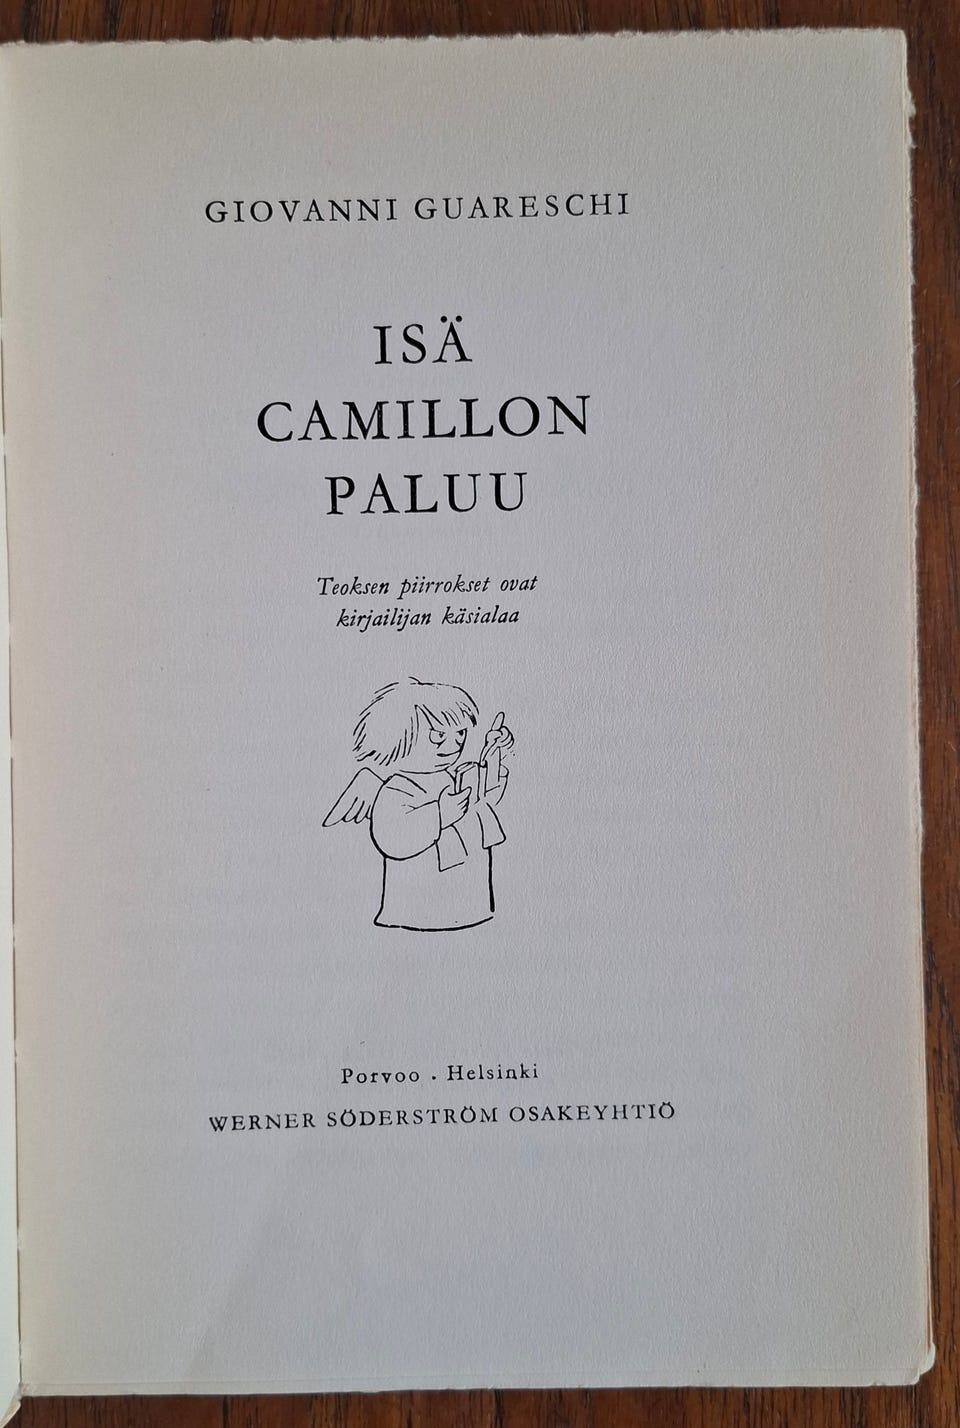 GIOVANNI GUARESCHI
ISÄ
CAMILLON
PALUU
Teoksen piirrokset ovat
kirjailijan käsialaa
Porvoo . Helsinki
WERNER SÖDERSTRÖM OSAKEYHTIÖ